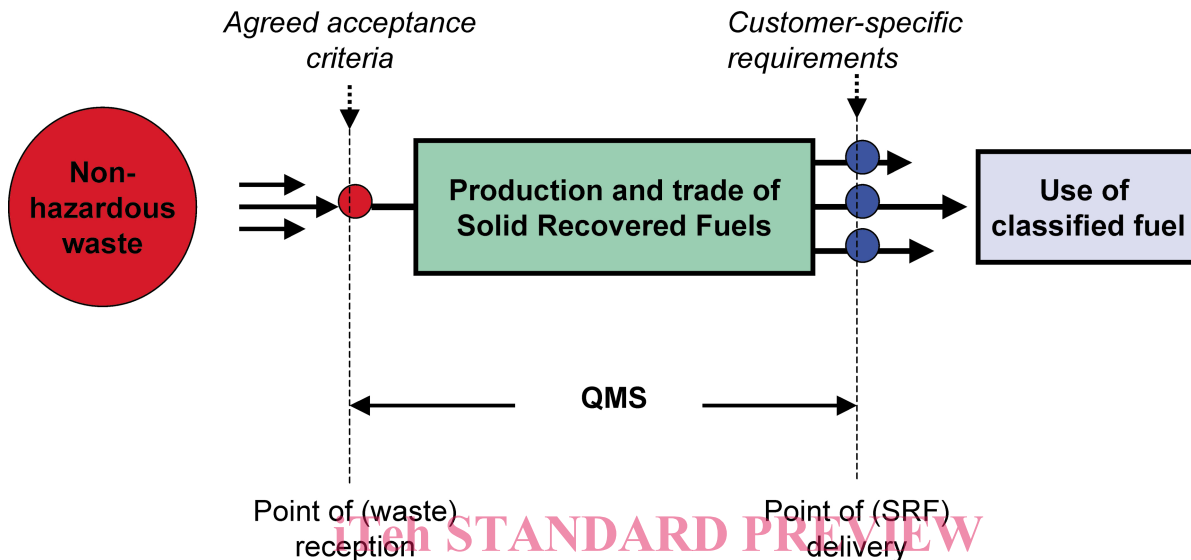 Agreed acceptance
criteria
Customer-specific
requirements
Non-
hazardous
waste
Production and trade of
Solid Recovered Fuels
Use of
classified fuel
QMS
Point of (waste)
reception
Point of (SRF)
delivery
iTeh STANDARD PREVIEW